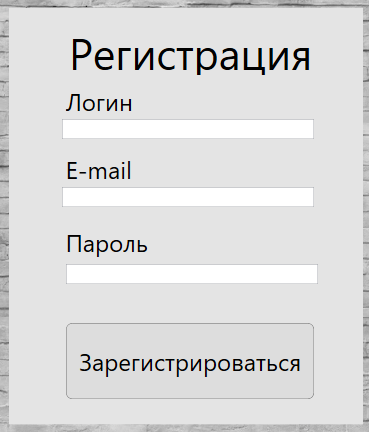 Регистрация
Логин
E-mail
Пароль
Зарегистрироваться